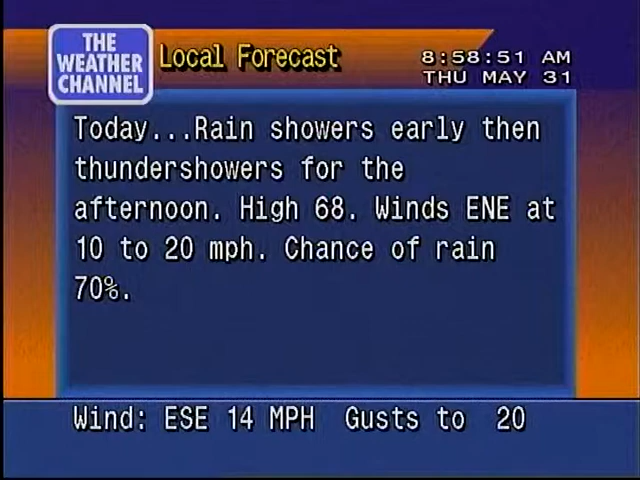 THE
WEATHER
CHANNEL
Local Forecast
8:58:51 AM
THU MAY 31
Today...Rain showers early then
thundershowers for the
afternoon. High 68. Winds ENE at
10 to 20 mph. Chance of rain
70%.
Wind: ESE 14 MPH  Gusts to  20